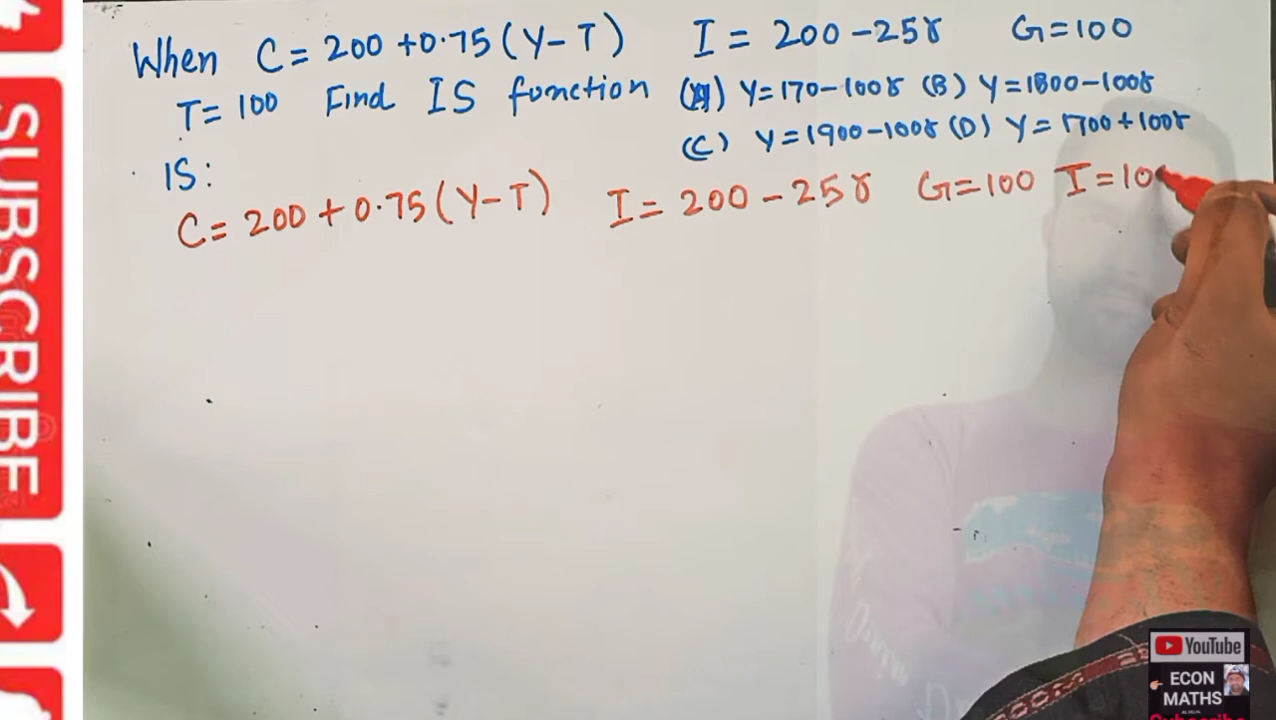 When C = 200 + 0.75 (Y - T) I = 200 - 25r G = 100
T = 100 Find IS function (A) Y = 170 - 100r (B) Y = 1800 - 100r
(C) Y = 1900 - 100r (D) Y = 1700 + 100r
IS:
C = 200 + 0.75 (Y - T) I = 200 - 25r G = 100 I = 10
SUBSCRIBE
YouTube
ECON
MATHS
Subscribe